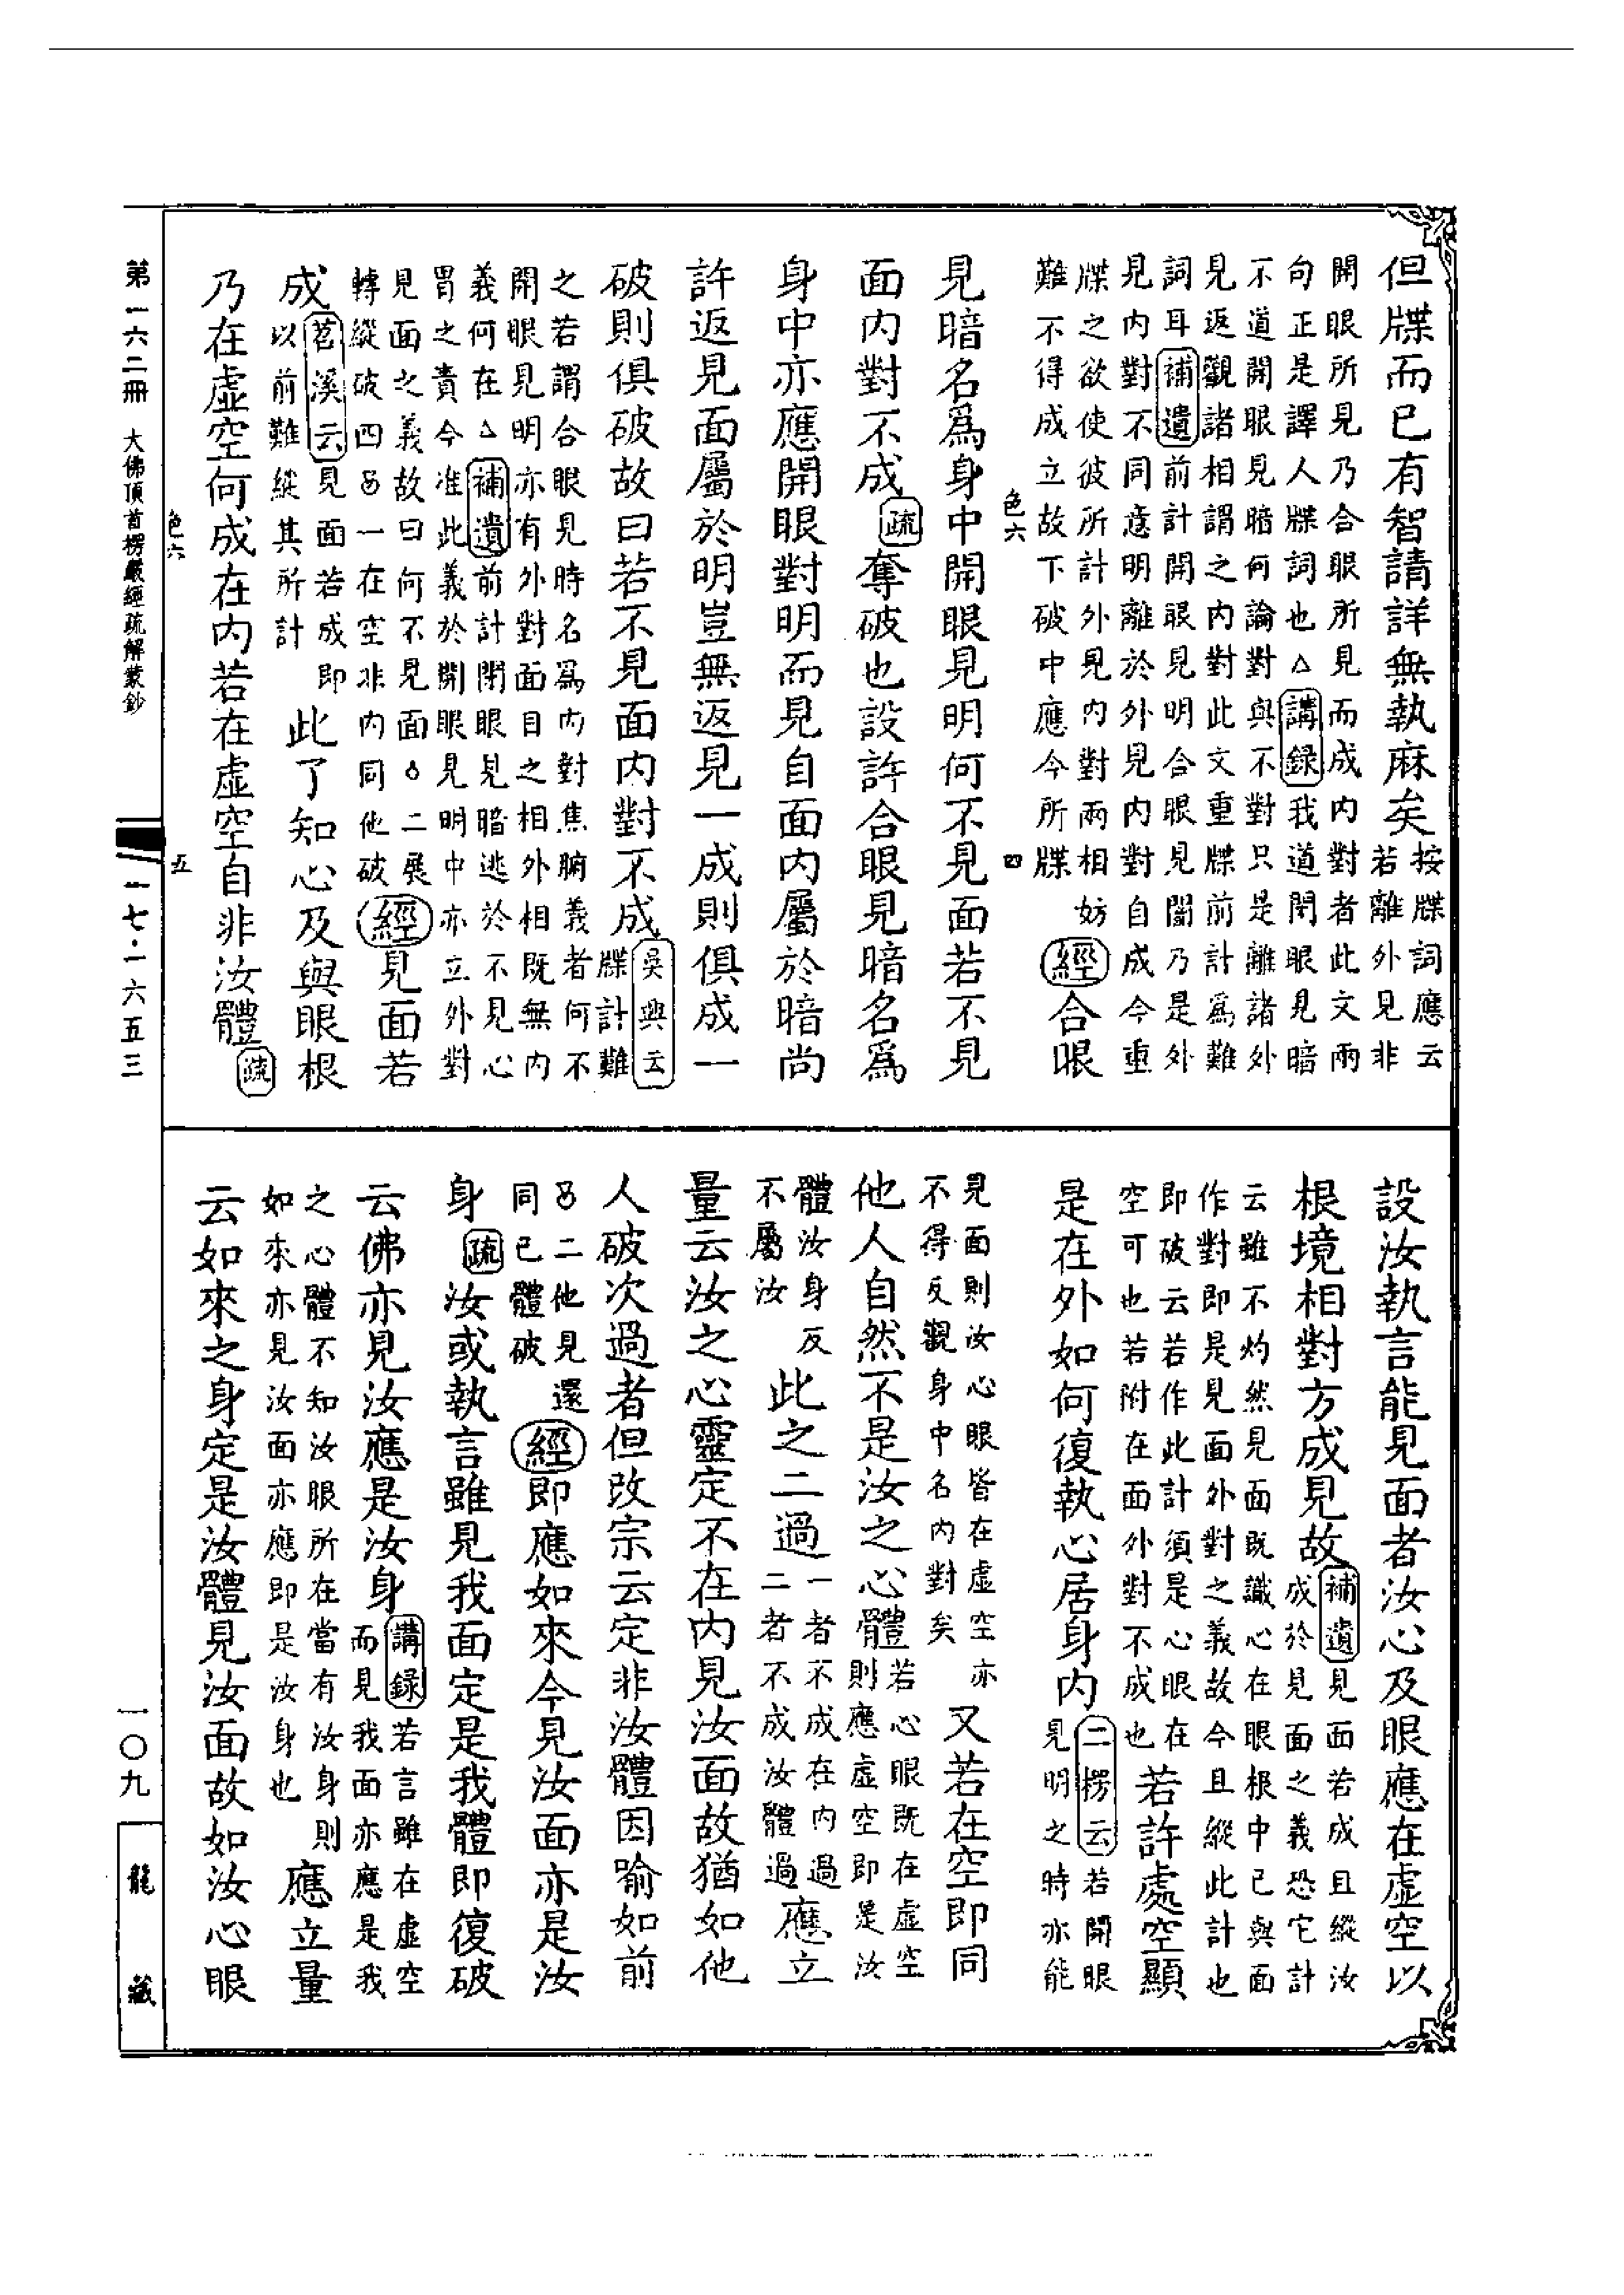 但牒而已有智請詳無執麻矣按牒詞應云
若離外見非
開眼所見乃合眼所見而成內對者此文兩
句正是譯人牒詞也△講録我道閉眼見暗
不道開眼見暗何論對與不對只是離諸外
見返觀諸相謂之內對此文重牒前計爲難
詞耳補遺前計開眼見明合眼見闇乃是外
見內對不同意明離於外見內對自成今重
牒之欲使彼所計外見內對兩相妨
難不得成立故下破中應今所牒
經合眼
色六
四
見暗名爲身中開眼見明何不見面若不見
面內對不成疏奪破也設許合眼見暗名爲
身中亦應開眼對明而見自面內屬於暗尚
許返見面屬於明豈無返見一成則俱成一
破則俱破故曰若不見面內對不成吳興云
牒計難
之若謂合眼見時名爲內對焦腑義者何不
開眼見明亦有外對面目之相外相既無內
義何在△補遺前計閉眼見暗逃於不見心
胃之責今准此義於開眼見明中亦立外對
見面之義故曰何不見面○二展
轉縱破四一在空非內同他破
經見面若
成苕溪云見面若成即
以前難縱其所計
此了知心及與眼根
乃在虛空何成在內若在虛空自非汝體疏
色六
五
設汝執言能見面者汝心及眼應在虛空以
根境相對方成見故補遺見面若成且縱汝
成於見面之義恐它計
云雖不灼然見面既識心在眼根中已與面
作對即是見面外對之義故今且縱此計也
即破云若作此計須是心眼在
空可也若附在面外對不成也
若許處空顯
是在外如何復執心居身內二楞云若開眼
見明之時亦能
見面則汝心眼皆在虛空亦
不得反觀身中名內對矣
又若在空即同
他人自然不是汝之心體若心眼既在虛空
則應虛空即是汝
體汝身反
不屬汝
此之二過一者不成在內過
二者不成汝體過
應立
量云汝之心靈定不在內見汝面故猶如他
人破次過者但改宗云定非汝體因喻如前
二他見還
同已體破
經即應如來今見汝面亦是汝
身疏汝或執言雖見我面定是我體即復破
云佛亦見汝應是汝身講録若言雖在虛空
而見我面亦應是我
之心體不知汝眼所在當有汝身則
如來亦見汝面亦應即是汝身也
應立量
云如來之身定是汝體見汝面故如汝心眼
第一六二冊 大佛頂首楞嚴經疏解蒙鈔
一七·一六五三
一〇九
龍藏